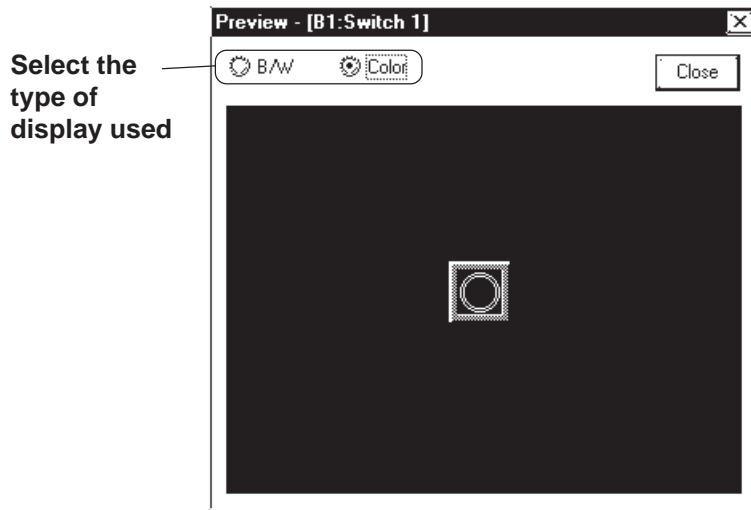 Preview - [B1:Switch 1]
Select the
type of
display used
B/W
Color
Close